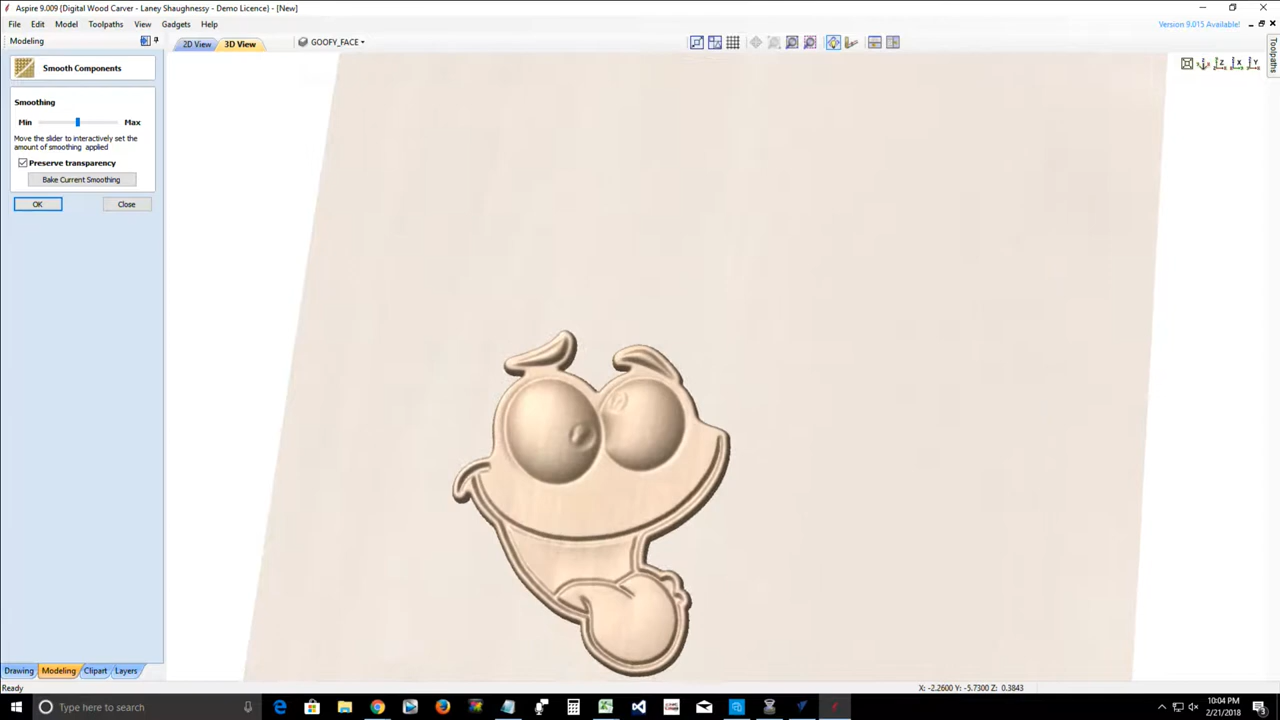 Aspire 9.009 {Digital Wood Carver - Laney Shaughnessy - Demo Licence} - [New]
File Edit Model Toolpaths View Gadgets Help
Version 9.015 Available!
Modeling
2D View 3D View GOOFY_FACE
Toolpaths
Z X Y
Smooth Components
Smoothing
Min Max
Move the slider to interactively set the
amount of smoothing applied
Preserve transparency
Bake Current Smoothing
OK Close
Drawing Modeling Clipart Layers
Ready
X: -2.2600 Y: -5.7300 Z: 0.3843
Type here to search
10:04 PM
2/21/2018
3